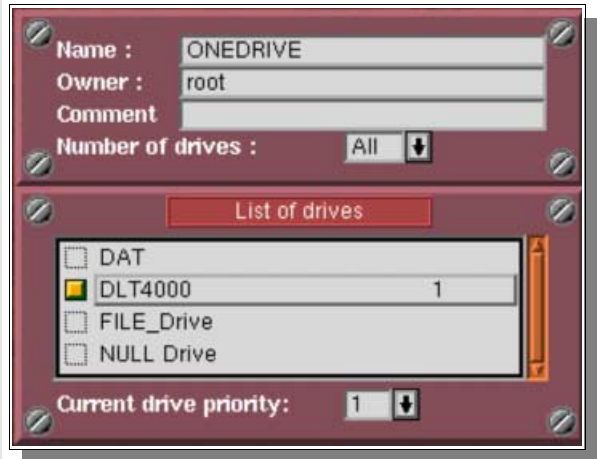 Name : ONEDRIVE
Owner : root
Comment
Number of drives : All
List of drives
DAT
DLT4000 1
FILE_Drive
NULL Drive
Current drive priority: 1